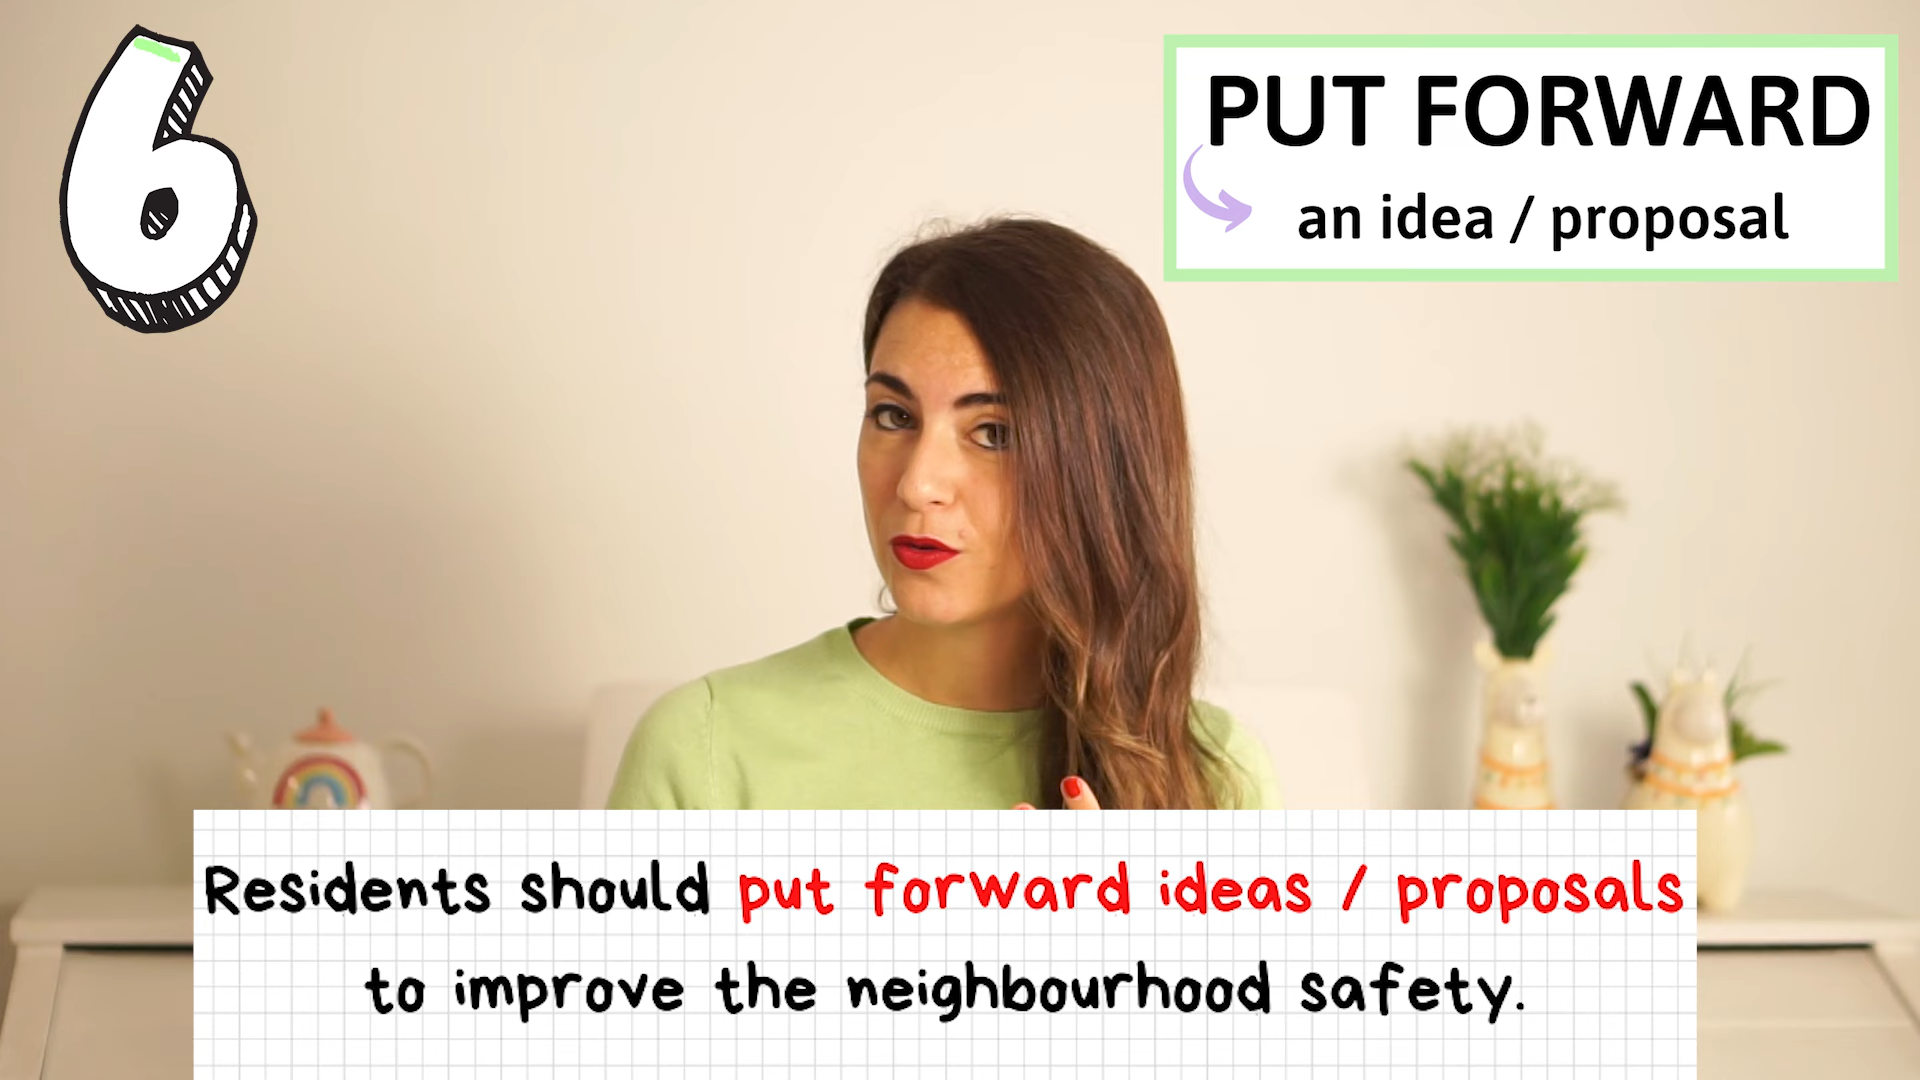 6
PUT FORWARD
an idea / proposal
Residents should put forward ideas / proposals
to improve the neighbourhood safety.